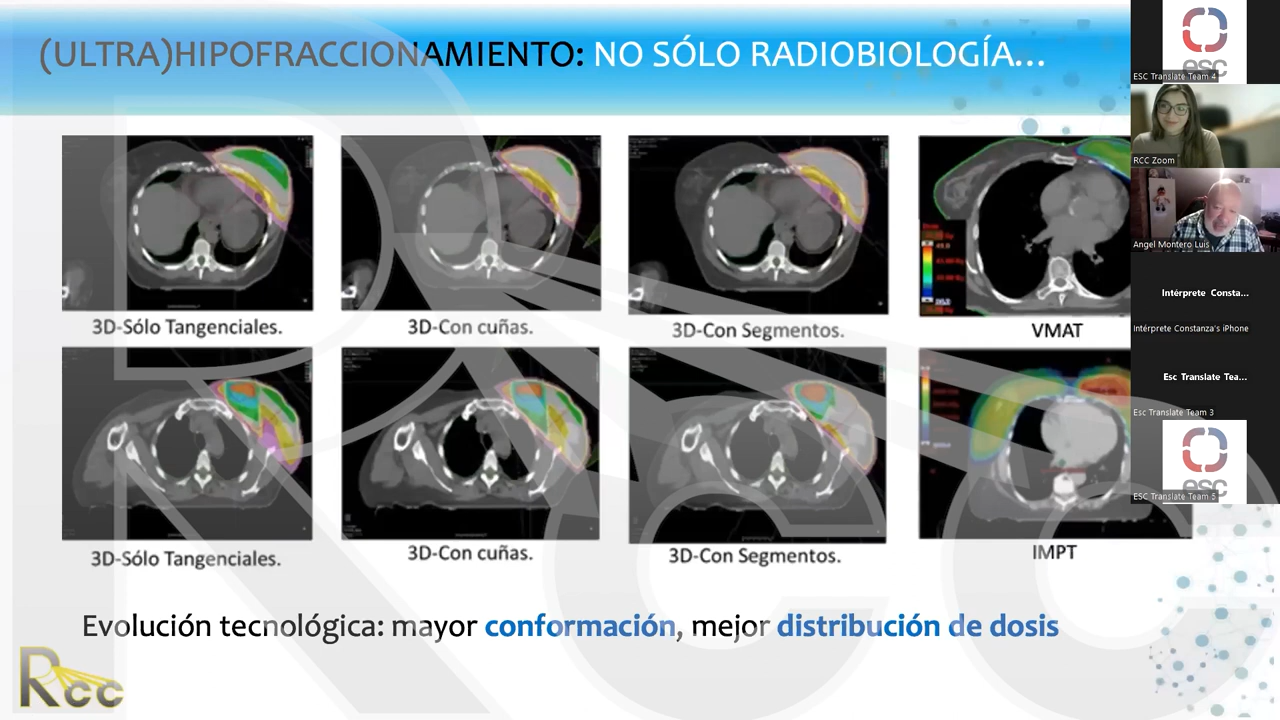 (ULTRA)HIPOFRACCIONAMIENTO: NO SÓLO RADIOBIOLOGÍA...
3D-Sólo Tangenciales.
3D-Con cuñas.
3D-Con Segmentos.
VMAT
3D-Sólo Tangenciales.
3D-Con cuñas.
3D-Con Segmentos.
IMPT
Evolución tecnológica: mayor conformación, mejor distribución de dosis
Rcc
Rcc
esc
ESC Translate Team 4
RCC Zoom
Angel Montero Luis
Intérprete Consta...
Intérprete Constanza's iPhone
Esc Translate Tea...
Esc Translate Team 3
esc
ESC Translate Team 5